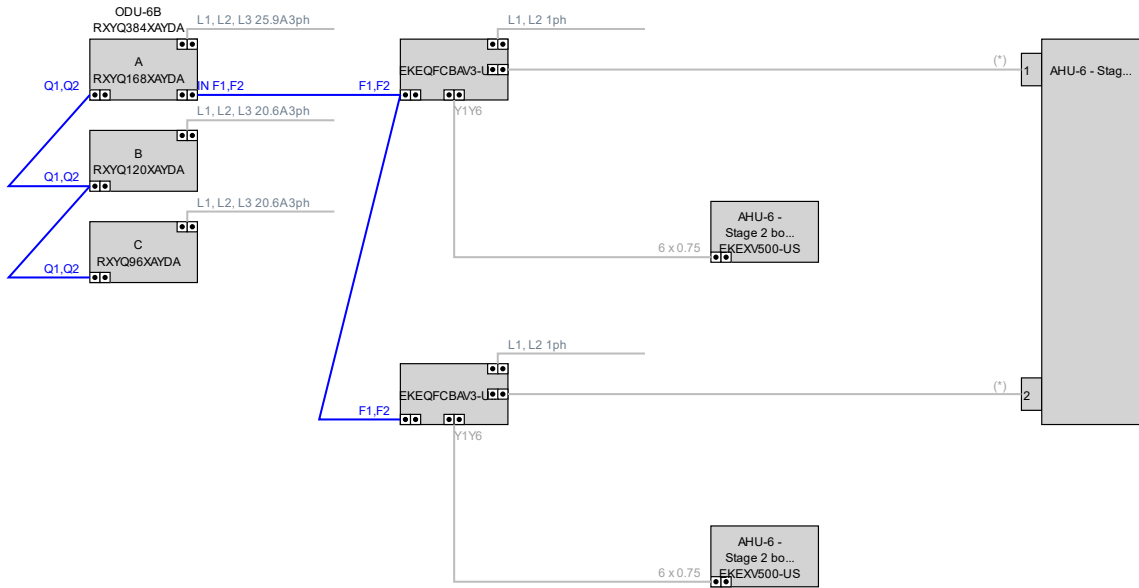 ODU-6B
RXYQ384XAYDA
L1, L2, L3 25.9A3ph
A
RXYQ168XAYDA
Q1,Q2
IN F1,F2
F1,F2
L1, L2 1ph
EKEQFCBAV3-U
Y1Y6
(*)
1
AHU-6 - Stag...
L1, L2, L3 20.6A3ph
B
RXYQ120XAYDA
Q1,Q2
L1, L2, L3 20.6A3ph
C
RXYQ96XAYDA
Q1,Q2
AHU-6 -
Stage 2 bo...
EKEXV500-US
6 x 0.75
L1, L2 1ph
EKEQFCBAV3-U
F1,F2
Y1Y6
(*)
2
AHU-6 -
Stage 2 bo...
EKEXV500-US
6 x 0.75